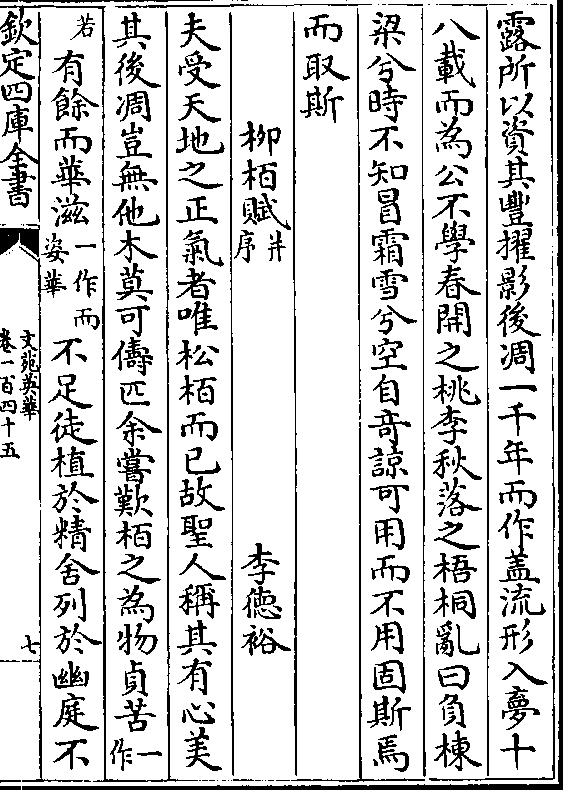 露所以資其豐擢影後凋一千年而作蓋流形入夢十
八載而為公不學春開之桃李秋落之梧桐亂曰負棟
梁兮時不知冒霜雪兮空自竒諒可用而不用固斯焉
而取斯
柳栢賦并序
李徳裕
夫受天地之正氣者唯松栢而已故聖人稱其有心美
其後凋豈無他木莫可儔匹余嘗歎栢之為物貞苦一作
若有餘而華滋一作而姿華不足徒植於精舍列於幽庭不
欽定四庫全書
文苑英華
卷一百四十五
七